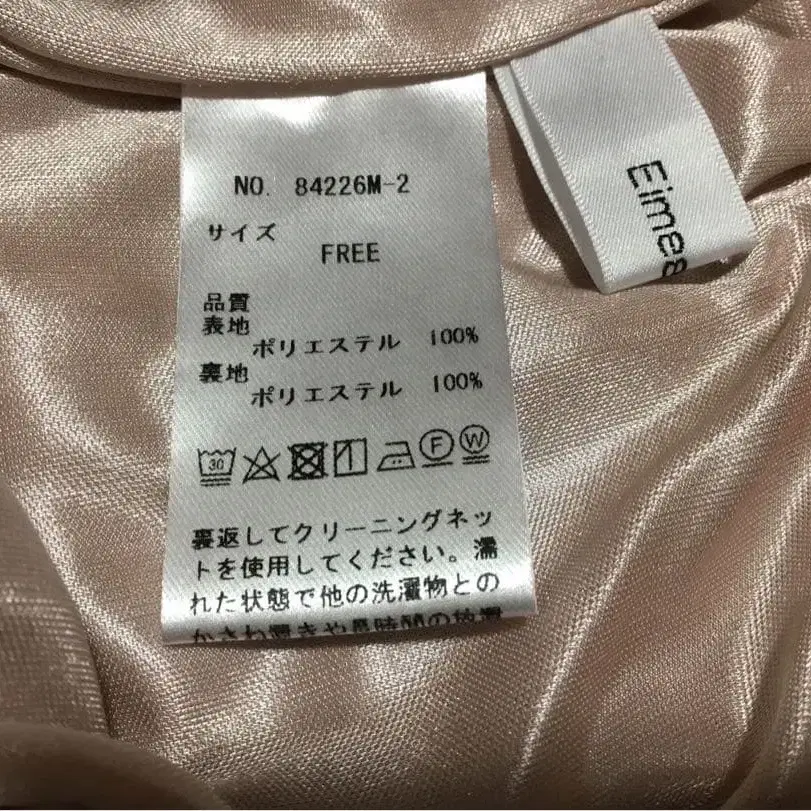 NO. 84226M-2
サイズ
FREE
品質
表地
ポリエステル 100%
裏地
ポリエステル 100%
30
F
W
裏返してクリーニングネッ
トを使用してください。濡
れた状態で他の洗濯物との
Eimea